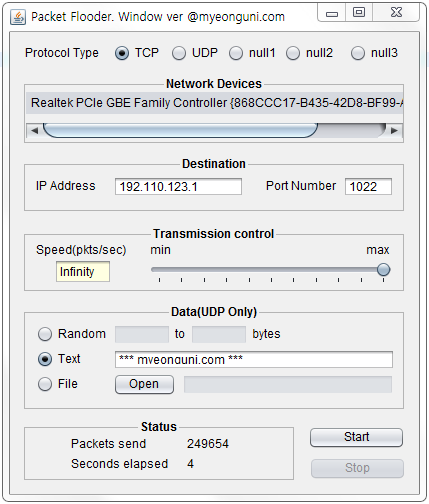 Packet Flooder. Window ver @myeonguni.com
Protocol Type TCP UDP null1 null2 null3
Network Devices
Realtek PCIe GBE Family Controller {868CCC17-B435-42D8-BF99-A
Destination
IP Address 192.110.123.1 Port Number 1022
Transmission control
Speed(pkts/sec) min max
Infinity
Data(UDP Only)
Random to bytes
Text *** myeonguni.com ***
File Open
Status
Packets send 249654
Seconds elapsed 4
Start
Stop